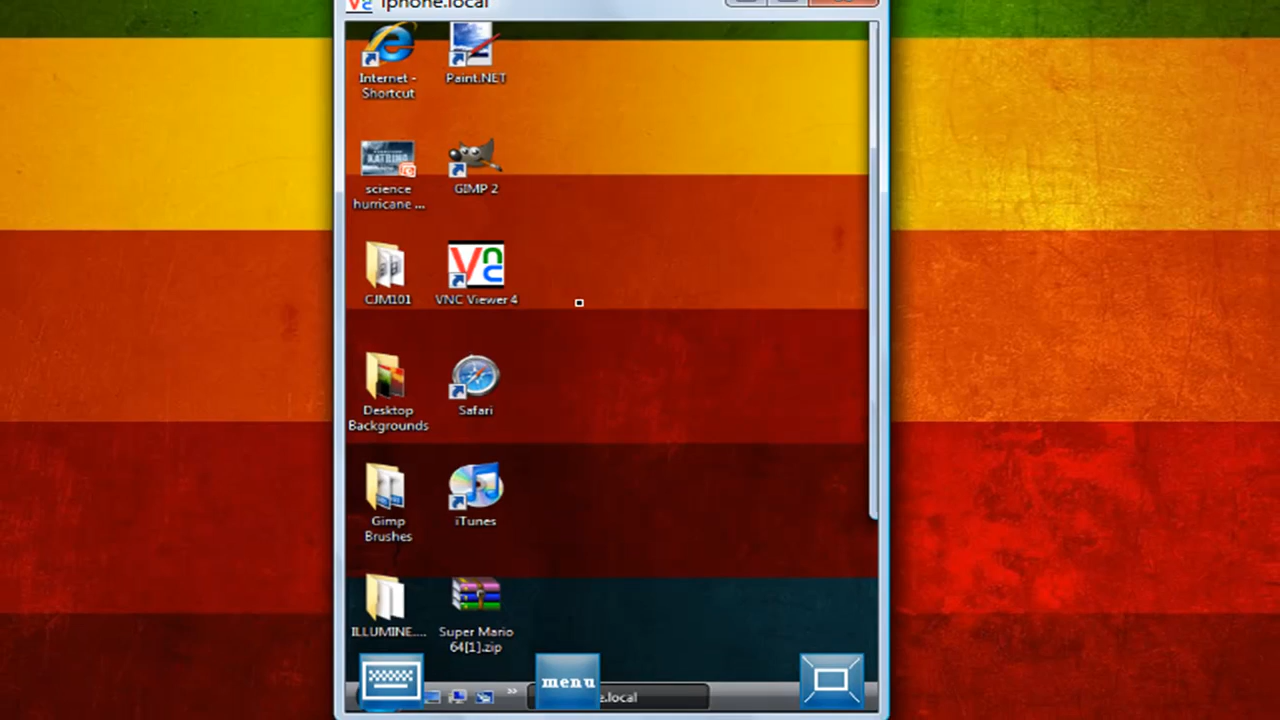 iphone.local
Internet -
Shortcut
Paint.NET
science
hurricane ...
GIMP 2
CJM101
VNC Viewer 4
Desktop
Backgrounds
Safari
Gimp
Brushes
iTunes
ILLUMINE....
Super Mario
64[1].zip
menu
e.local